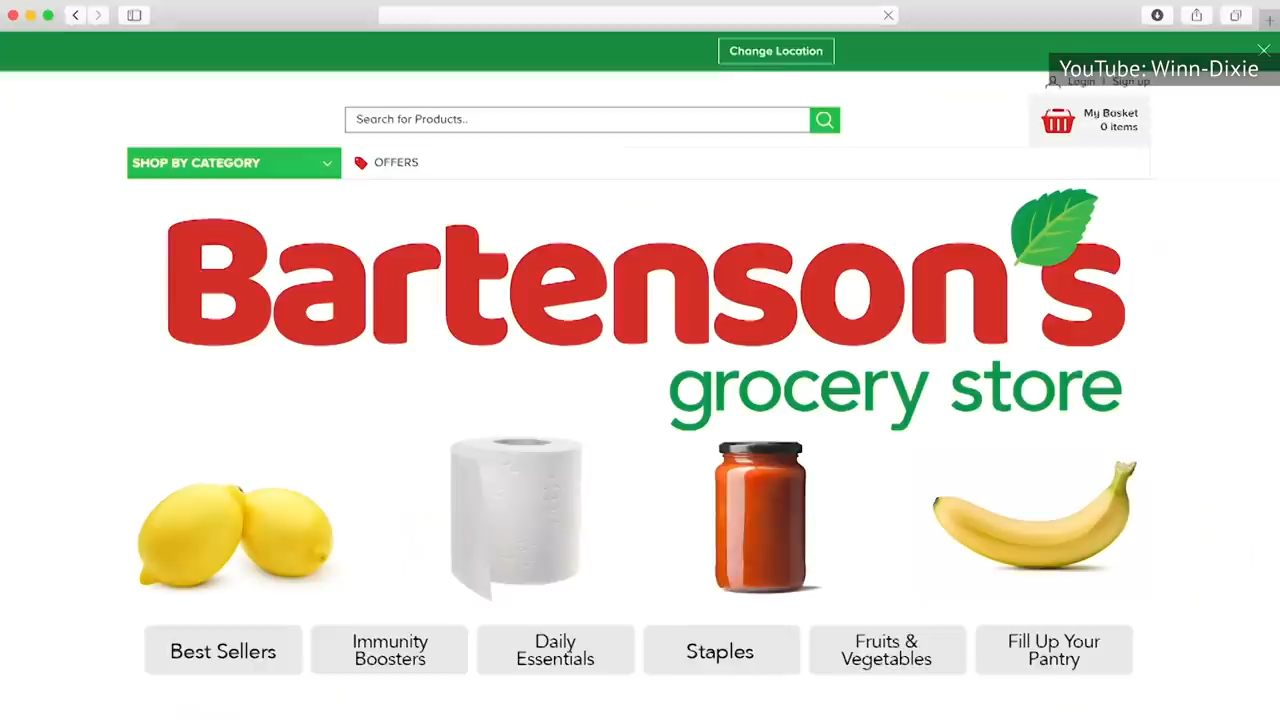 Change Location
YouTube: Winn-Dixie
Login | Sign up
Search for Products..
My Basket
0 items
SHOP BY CATEGORY
OFFERS
Bartenson's
grocery store
Best Sellers
Immunity
Boosters
Daily
Essentials
Staples
Fruits &
Vegetables
Fill Up Your
Pantry